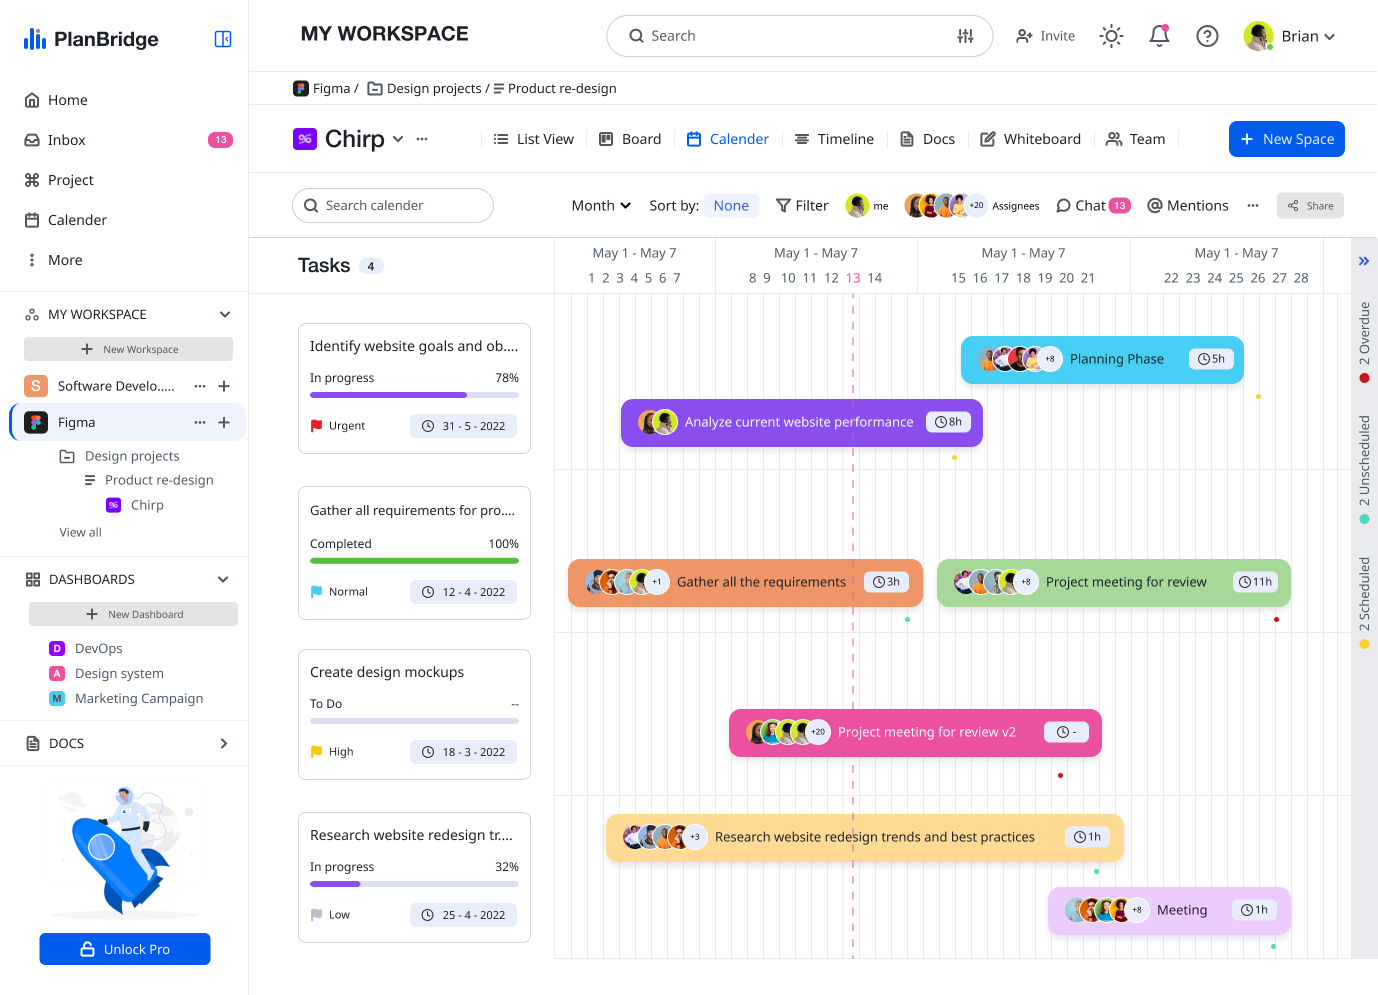 PlanBridge
MY WORKSPACE
Search
Invite
Brian
Home
Inbox 13
Project
Calender
More
MY WORKSPACE
New Workspace
S Software Develo.....
Figma
Design projects
Product re-design
Chirp
View all
DASHBOARDS
New Dashboard
D DevOps
A Design system
M Marketing Campaign
DOCS
Unlock Pro
Figma / Design projects / Product re-design
Chirp
List View
Board
Calender
Timeline
Docs
Whiteboard
Team
New Space
Search calender
Month
Sort by: None
Filter
me
+20 Assignees
Chat 13
Mentions
Share
Tasks 4
May 1 - May 7
May 1 - May 7
May 1 - May 7
May 1 - May 7
1 2 3 4 5 6 7
8 9 10 11 12 13 14
15 16 17 18 19 20 21
22 23 24 25 26 27 28
Identify website goals and ob....
In progress 78%
Urgent 31 - 5 - 2022
Gather all requirements for pro....
Completed 100%
Normal 12 - 4 - 2022
Create design mockups
To Do --
High 18 - 3 - 2022
Research website redesign tr....
In progress 32%
Low 25 - 4 - 2022
+8 Planning Phase 5h
Analyze current website performance 8h
+1 Gather all the requirements 3h
+8 Project meeting for review 11h
+20 Project meeting for review v2 -
+3 Research website redesign trends and best practices 1h
+8 Meeting 1h
2 Overdue
2 Unscheduled
2 Scheduled